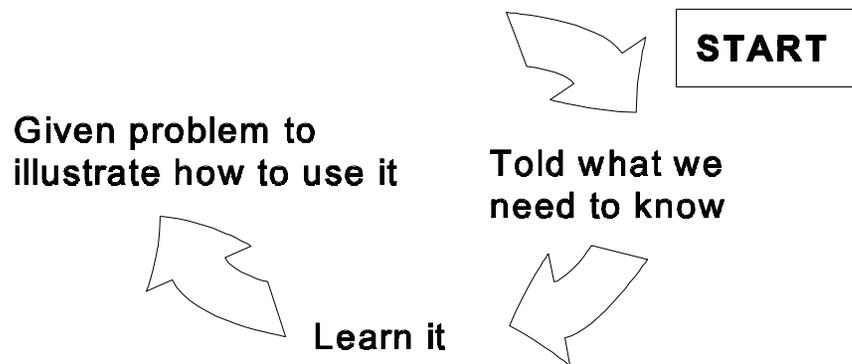 START
Told what we
need to know
Learn it
Given problem to
illustrate how to use it